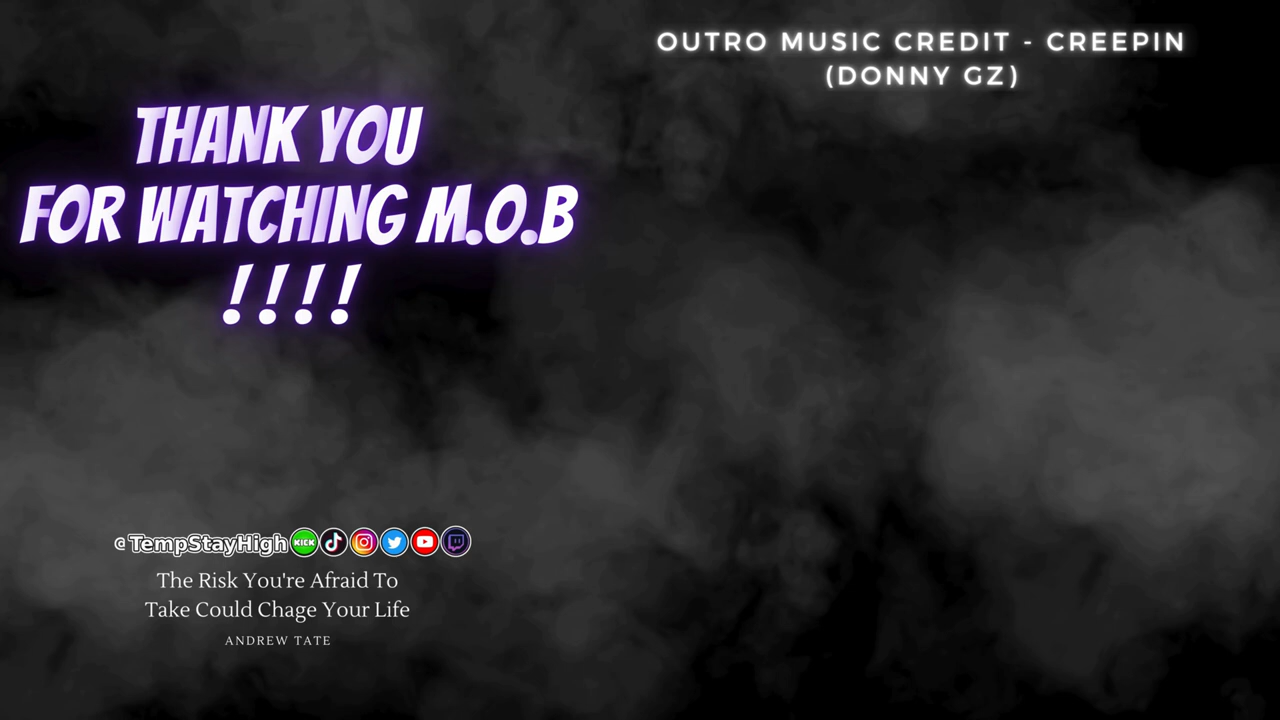 OUTRO MUSIC CREDIT - CREEPIN
(DONNY GZ)
THANK YOU
FOR WATCHING M.O.B
!!!!
@TempStayHigh KICK
The Risk You're Afraid To
Take Could Chage Your Life
ANDREW TATE